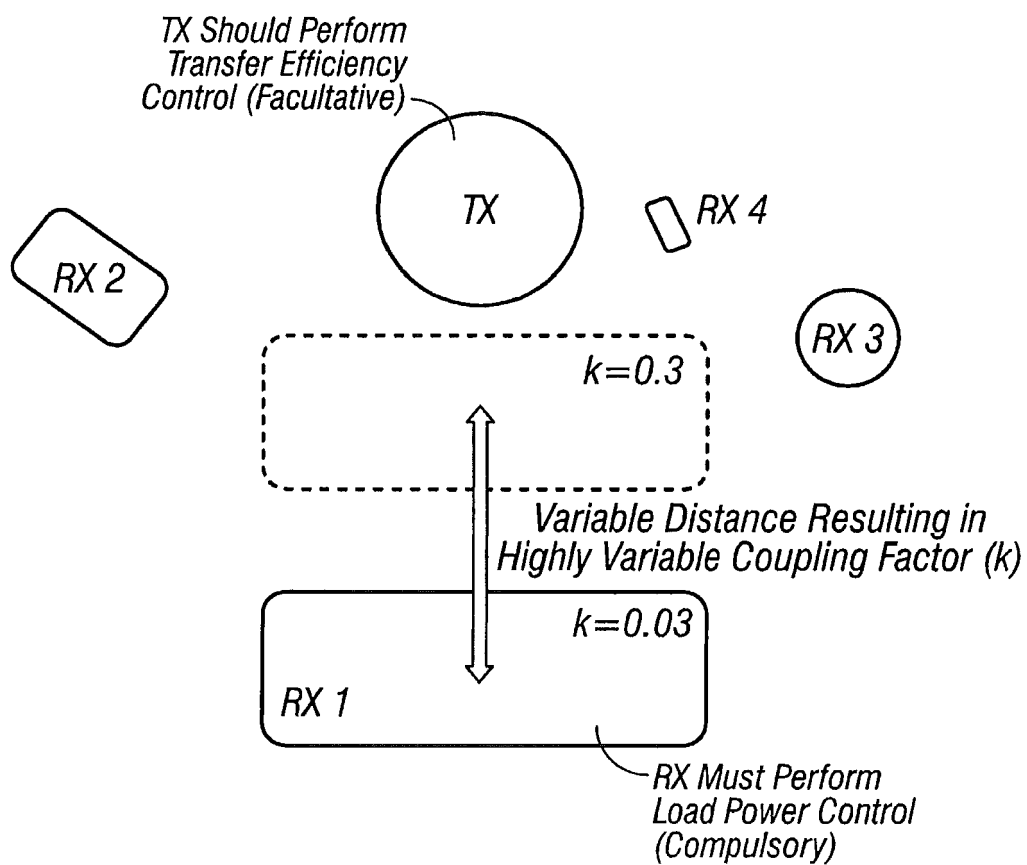 TX Should Perform
Transfer Efficiency
Control (Facultative)
TX
RX 4
RX 2
RX 3
k=0.3
Variable Distance Resulting in
Highly Variable Coupling Factor (k)
k=0.03
RX 1
RX Must Perform
Load Power Control
(Compulsory)